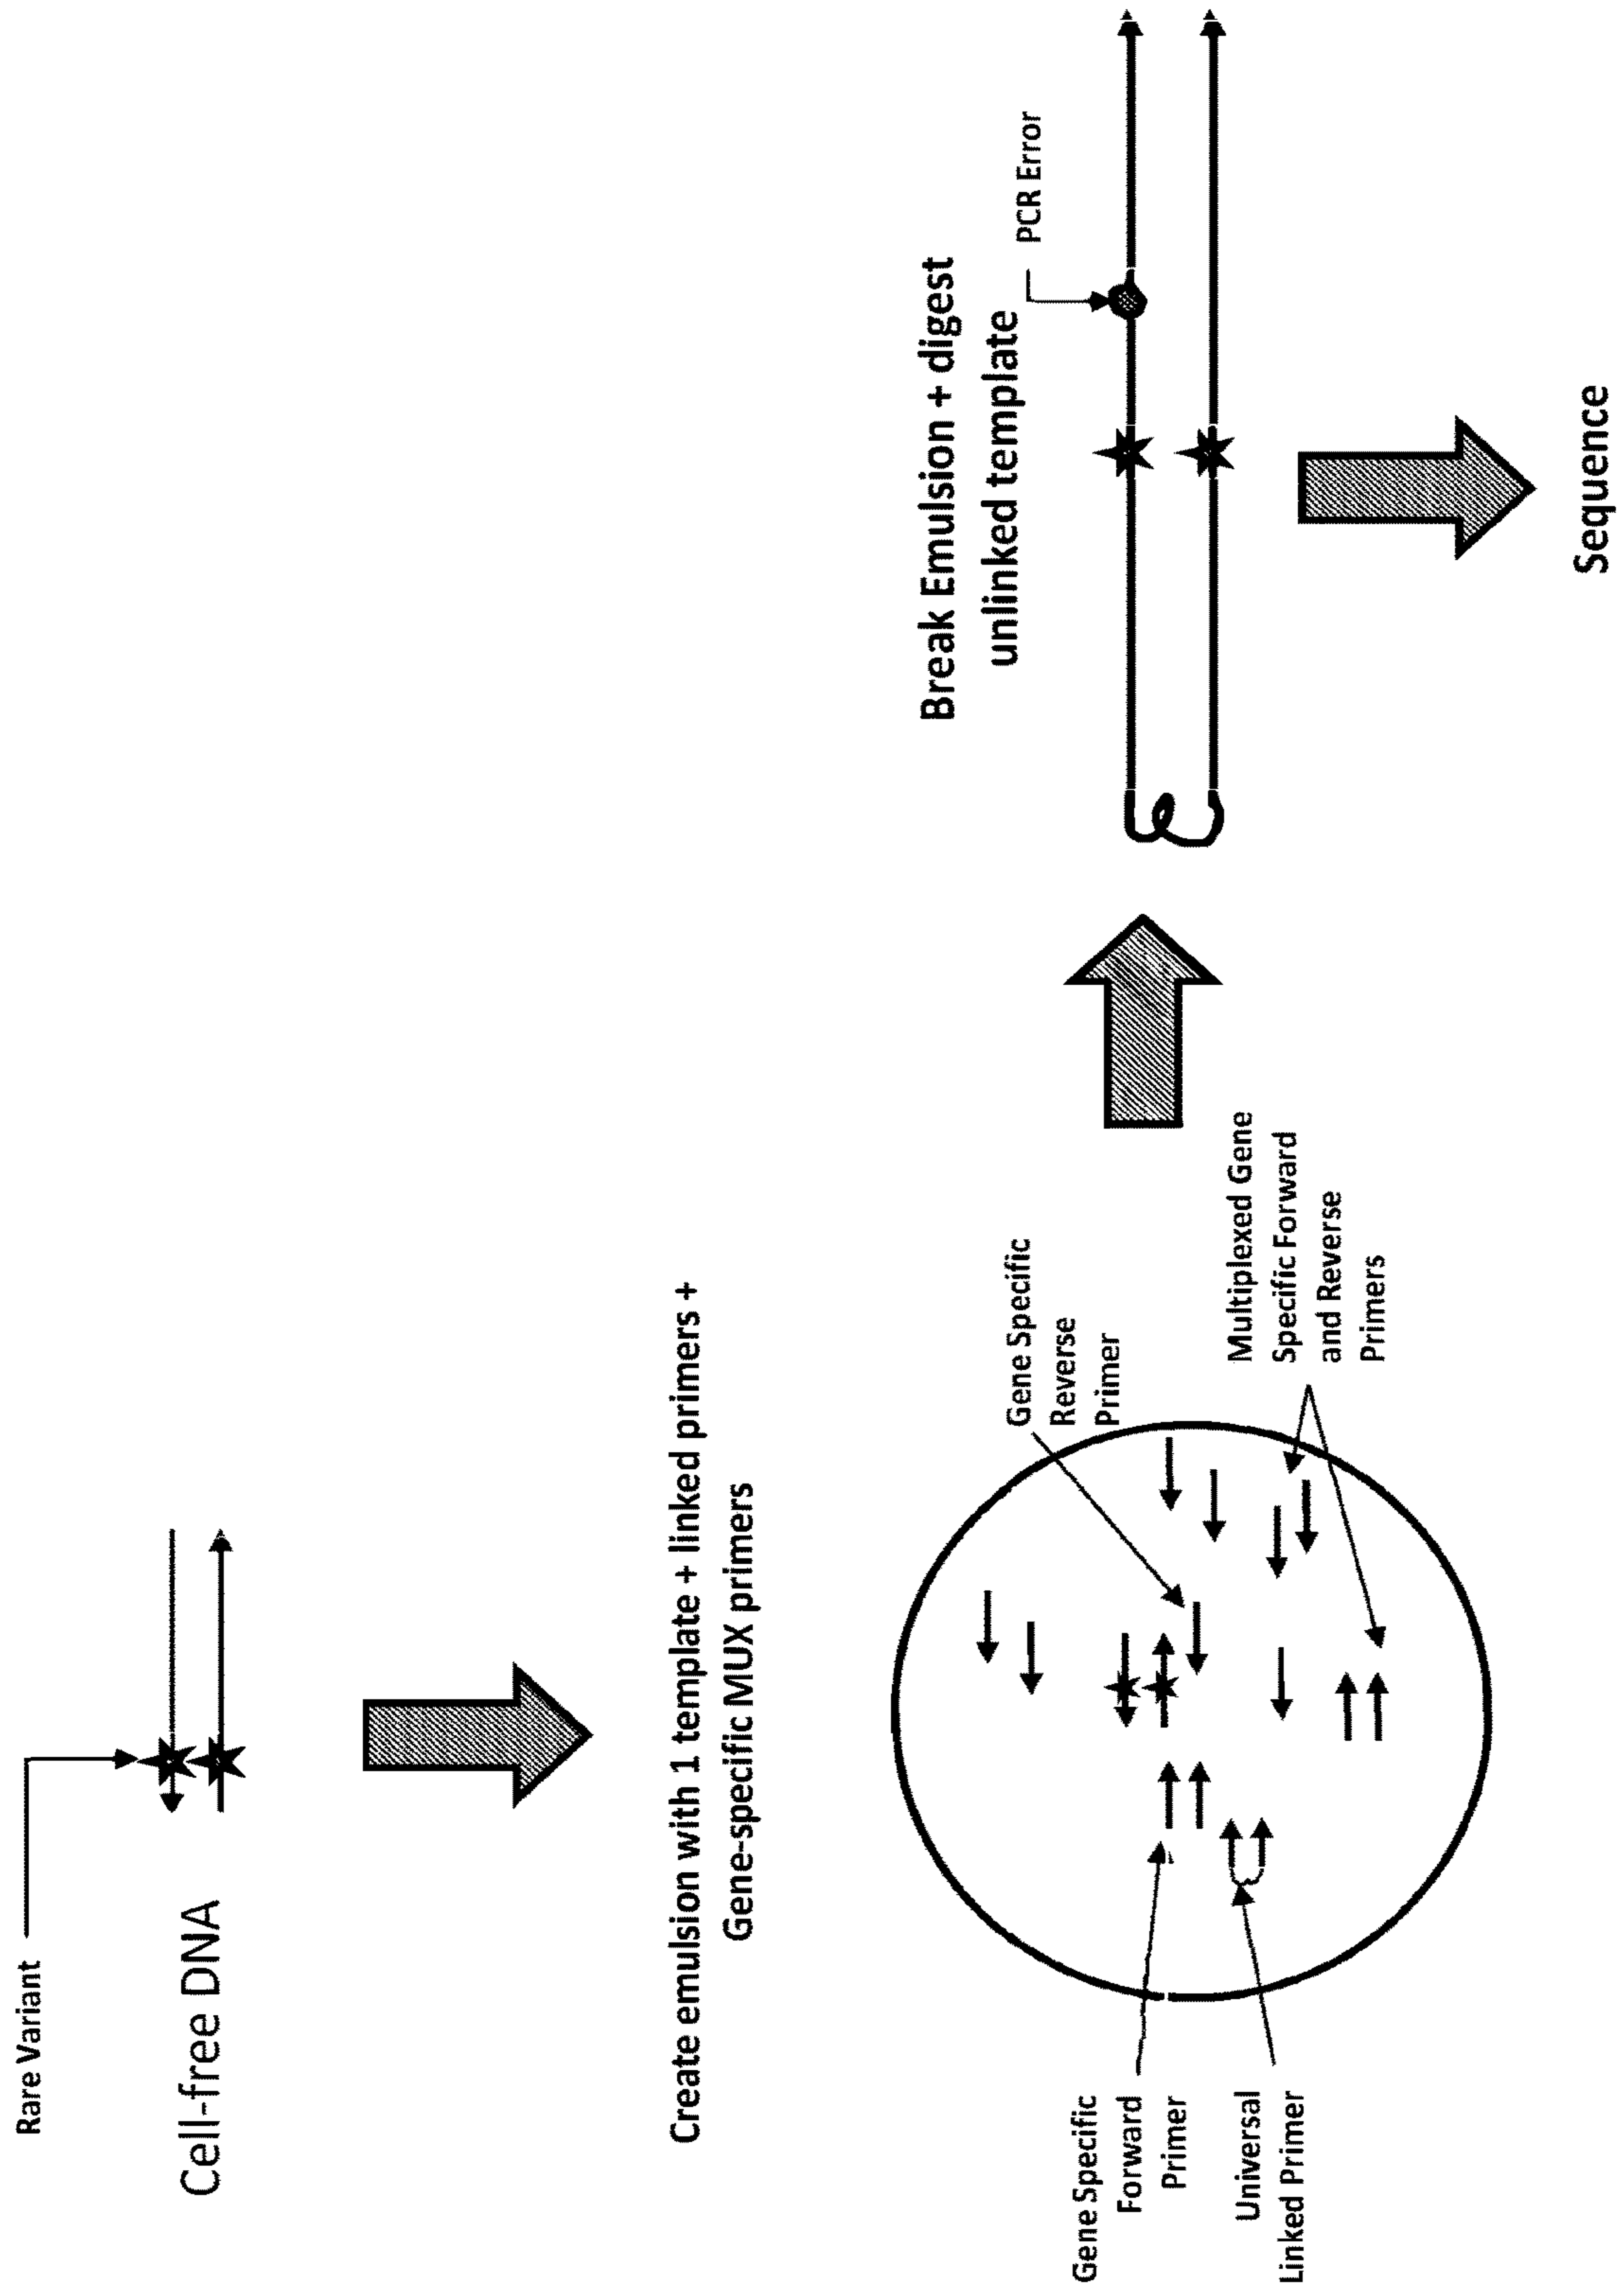 Rare Variant
Cell-free DNA
Create emulsion with 1 template + linked primers +
Gene-specific MUX primers
Gene Specific
Forward
Primer
Universal
Linked Primer
Gene Specific
Reverse
Primer
Multiplexed Gene
Specific Forward
and Reverse
Primers
Break Emulsion + digest
unlinked template
PCR Error
Sequence